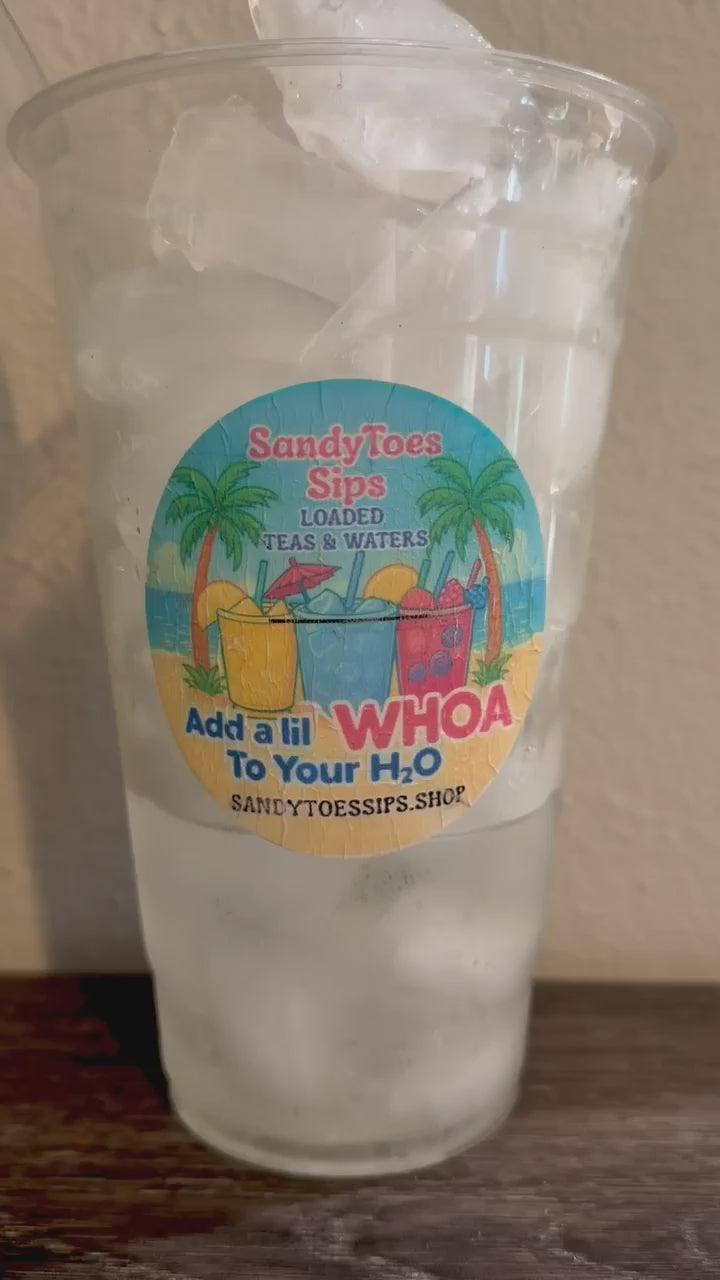 SandyToes
Sips
LOADED
TEAS & WATERS
Add a lil WHOA
To Your H₂O
SANDYTOESSIPS.SHOP